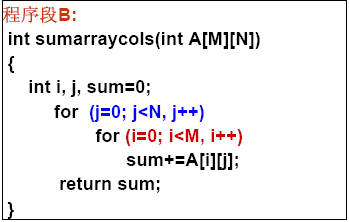 程序段B:
int sumarraycols(int A[M][N])
{
int i, j, sum=0;
for (j=0; j<N, j++)
for (i=0; i<M, i++)
sum+=A[i][j];
return sum;
}